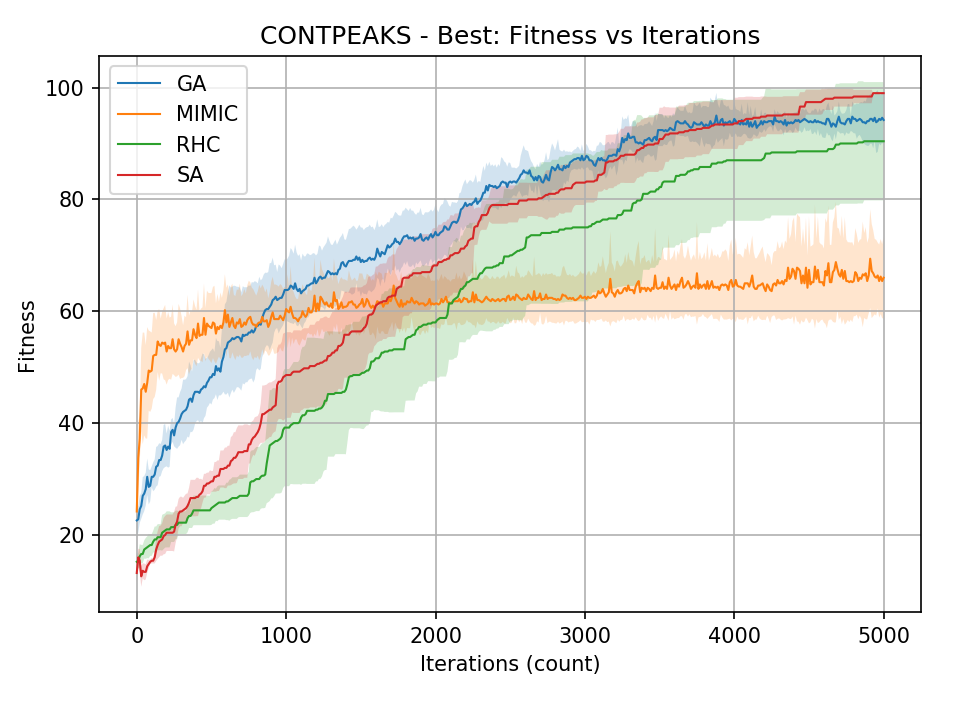 CONTPEAKS - Best: Fitness vs Iterations
GA
MIMIC
RHC
SA
Fitness
100
80
60
40
20
0 1000 2000 3000 4000 5000
Iterations (count)